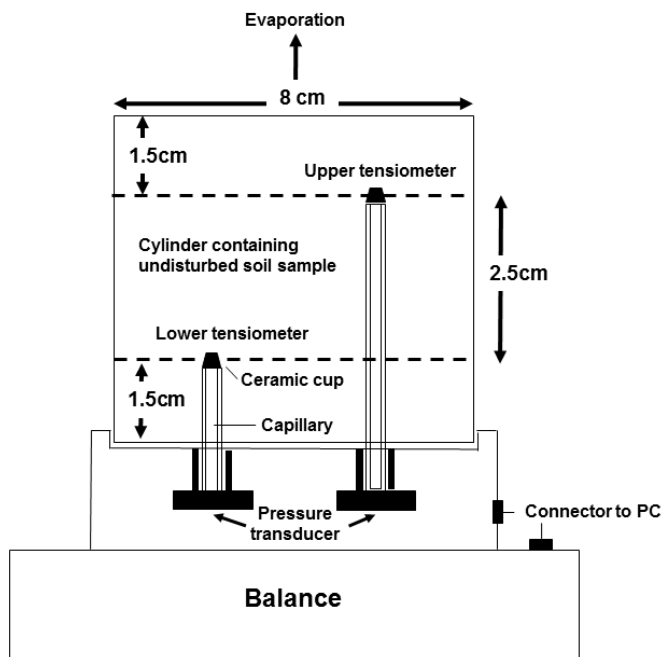 Evaporation
8 cm
1.5cm
Upper tensiometer
Cylinder containing
undisturbed soil sample
2.5cm
Lower tensiometer
Ceramic cup
1.5cm
Capillary
Pressure
transducer
Connector to PC
Balance